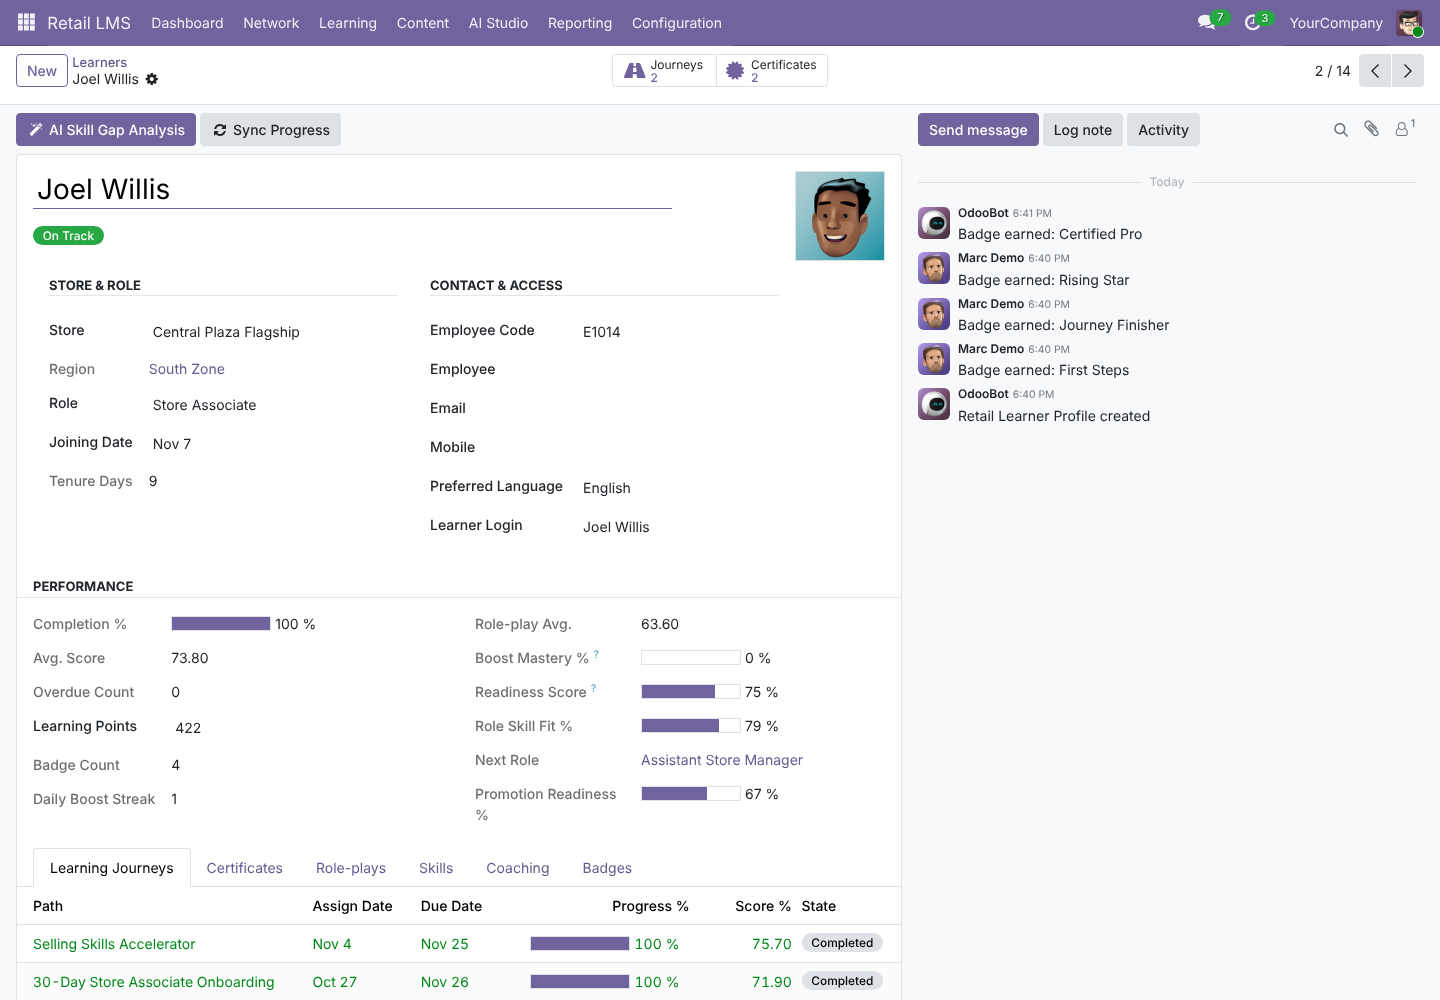 Retail LMS Dashboard Network Learning Content AI Studio Reporting Configuration 7 3 YourCompany
New Learners
Joel Willis
Journeys 2
Certificates 2
2 / 14
AI Skill Gap Analysis Sync Progress
Send message Log note Activity 1
Joel Willis
On Track
STORE & ROLE
Store Central Plaza Flagship
Region South Zone
Role Store Associate
Joining Date Nov 7
Tenure Days 9
CONTACT & ACCESS
Employee Code E1014
Employee
Email
Mobile
Preferred Language English
Learner Login Joel Willis
PERFORMANCE
Completion % 100 %
Avg. Score 73.80
Overdue Count 0
Learning Points 422
Badge Count 4
Daily Boost Streak 1
Role-play Avg. 63.60
Boost Mastery % ? 0 %
Readiness Score ? 75 %
Role Skill Fit % 79 %
Next Role Assistant Store Manager
Promotion Readiness 67 %
%
Learning Journeys Certificates Role-plays Skills Coaching Badges
Path Assign Date Due Date Progress % Score % State
Selling Skills Accelerator Nov 4 Nov 25 100 % 75.70 Completed
30-Day Store Associate Onboarding Oct 27 Nov 26 100 % 71.90 Completed
Today
OdooBot 6:41 PM
Badge earned: Certified Pro
Marc Demo 6:40 PM
Badge earned: Rising Star
Marc Demo 6:40 PM
Badge earned: Journey Finisher
Marc Demo 6:40 PM
Badge earned: First Steps
OdooBot 6:40 PM
Retail Learner Profile created